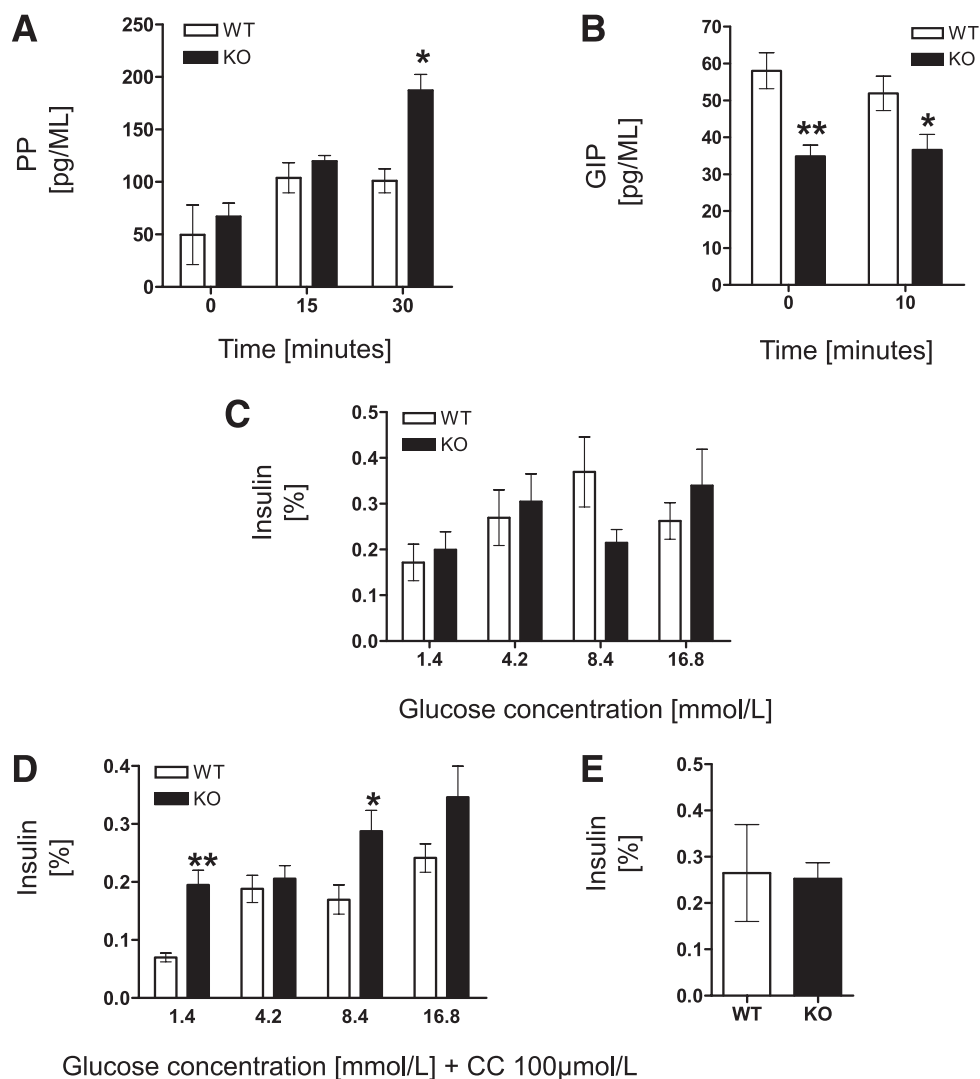 A
WT
KO
PP
[pg/ML]
250
200
150
100
50
0
*
0 15 30
Time [minutes]
B
WT
KO
GIP
[pg/ML]
70
60
50
40
30
20
10
0
** *
0 10
Time [minutes]
C
WT
KO
Insulin
[%]
0.5
0.4
0.3
0.2
0.1
0.0
1.4 4.2 8.4 16.8
Glucose concentration [mmol/L]
D
WT
KO
Insulin
[%]
0.4
0.3
0.2
0.1
0.0
** *
1.4 4.2 8.4 16.8
Glucose concentration [mmol/L] + CC 100µmol/L
E
Insulin
[%]
0.5
0.4
0.3
0.2
0.1
0.0
WT KO